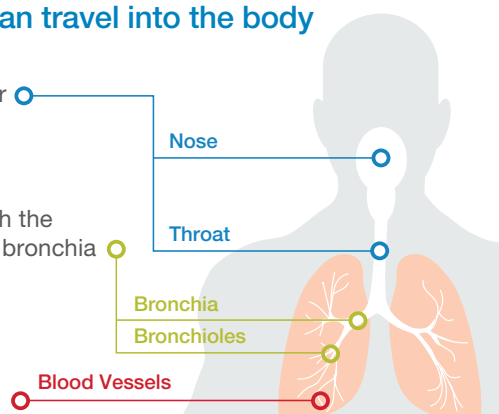 an travel into the body
r
Nose
h the
bronchia
Throat
Bronchia
Bronchioles
Blood Vessels